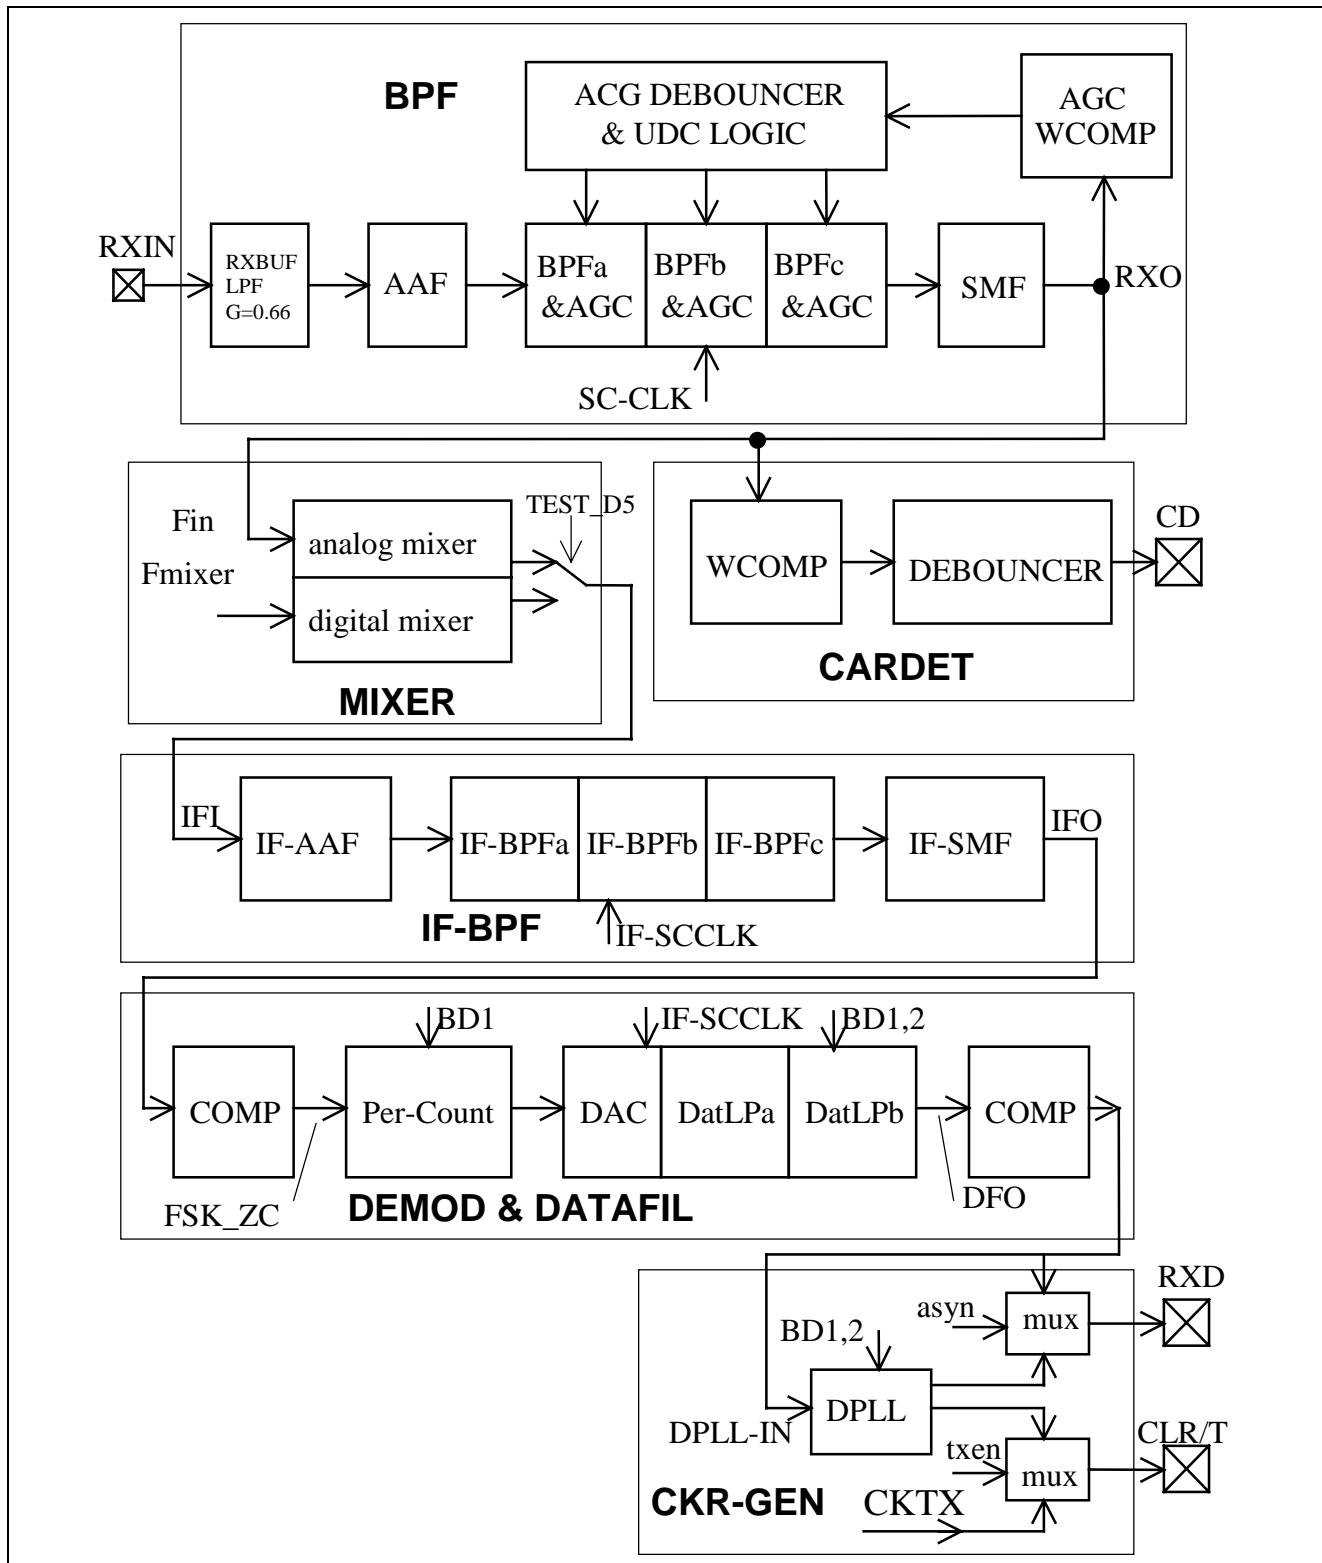 BPF
ACG DEBOUNCER
& UDC LOGIC
AGC
WCOMP
RXIN
RXBUF
LPF
G=0.66
AAF
BPFa
&AGC
BPFb
&AGC
BPFc
&AGC
SMF
RXO
SC-CLK
Fin
Fmixer
analog mixer
digital mixer
TEST_D5
MIXER
WCOMP
DEBOUNCER
CD
CARDET
IFI
IF-AAF
IF-BPFa
IF-BPFb
IF-BPFc
IF-SMF
IFO
IF-BPF
IF-SCCLK
BD1
IF-SCCLK
BD1,2
COMP
Per-Count
DAC
DatLPa
DatLPb
COMP
FSK_ZC
DEMOD & DATAFIL
DFO
RXD
asyn
mux
BD1,2
DPLL
DPLL-IN
CLR/T
txen
mux
CKR-GEN
CKTX